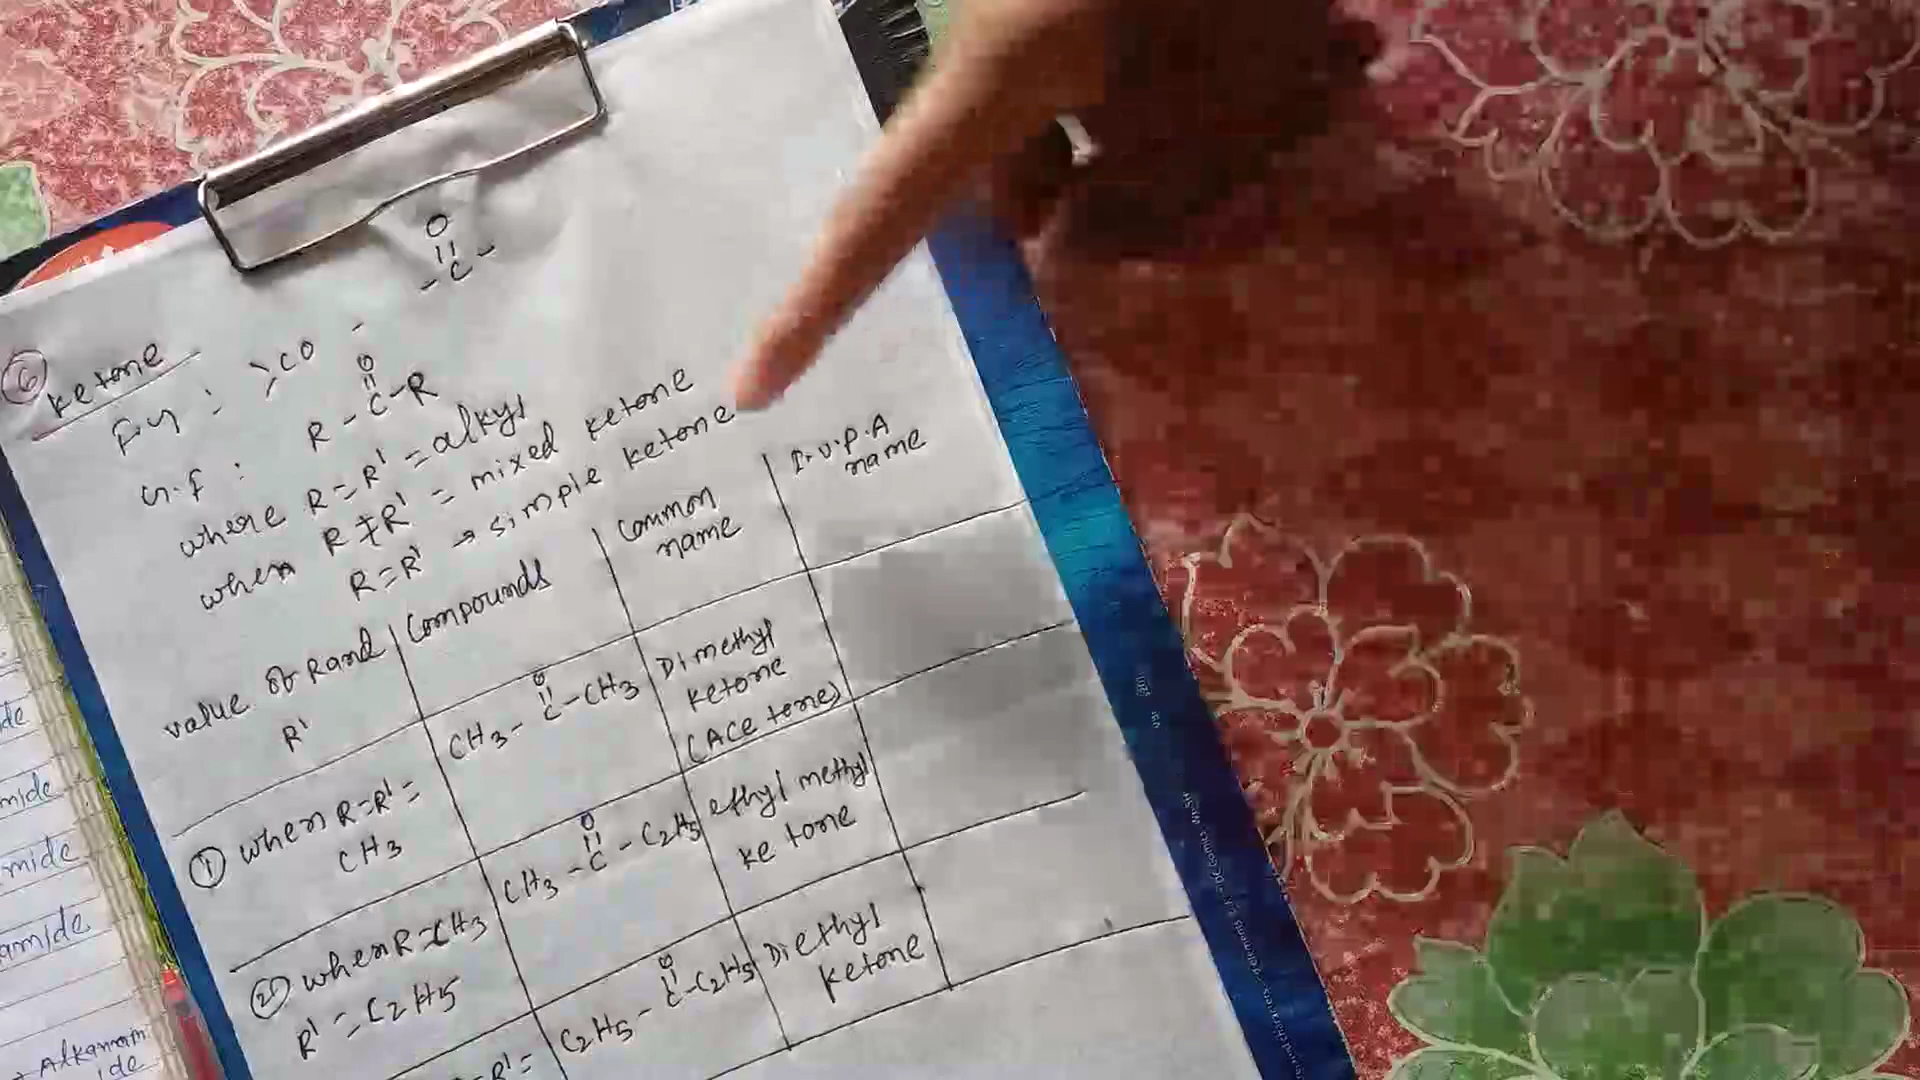 O
||
- C -
⑥ Ketone
F.g : >CO -
O
||
G.F : R - C - R
where R = R' = alkyl
when R ≠ R' = mixed ketone
R = R' → simple ketone
value of R and R' | Compounds | Common name | I.U.P.A name
① when R = R' = CH3 | CH3 - C(=O) - CH3 | Dimethyl ketone (Acetone)
② when R = CH3 R' = C2H5 | CH3 - C(=O) - C2H5 | ethyl methyl ketone
R' = | C2H5 - C(=O) - C2H5 | Diethyl ketone
de
mide
mide
amide
Alkanam
ide